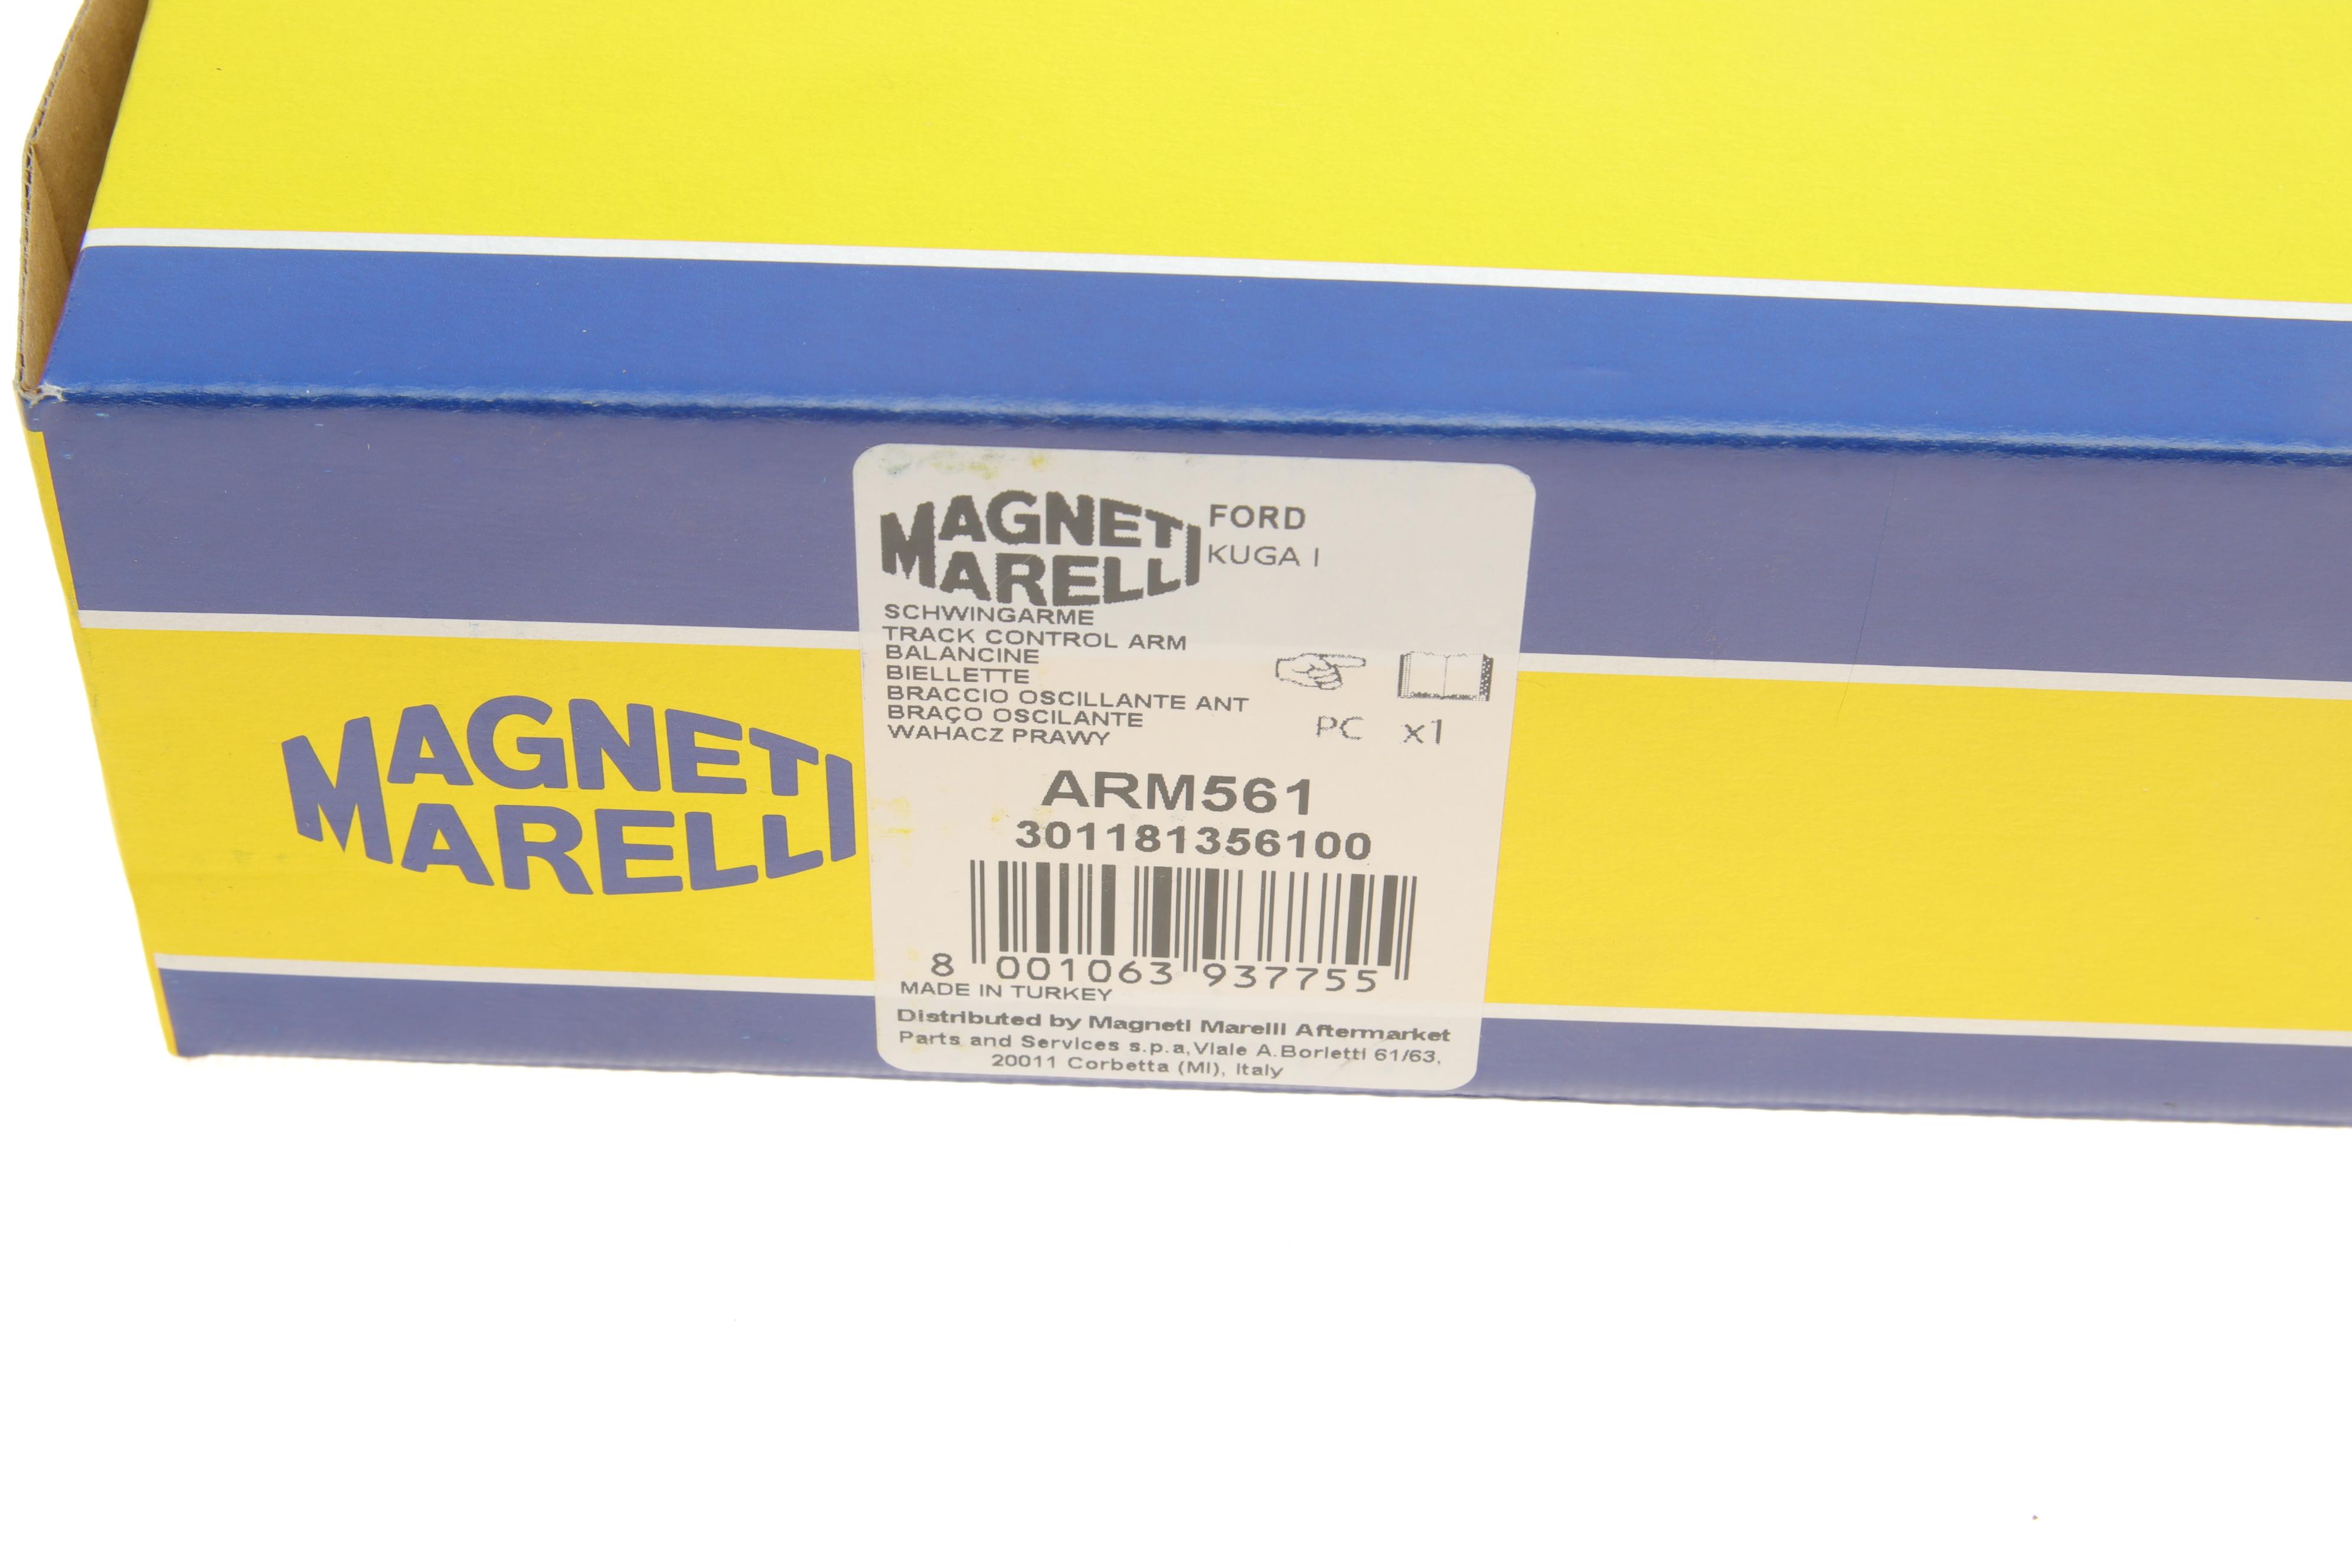 MAGNETI
MARELLI
MAGNETI
MARELLI
FORD
KUGA I
SCHWINGARME
TRACK CONTROL ARM
BALANCINE
BIELLETTE
BRACCIO OSCILLANTE ANT
BRAÇO OSCILANTE
WAHACZ PRAWY
PC x1
ARM561
301181356100
8 001063 937755
MADE IN TURKEY
Distributed by Magneti Marelli Aftermarket
Parts and Services s.p.a,Viale A.Borletti 61/63,
20011 Corbetta (MI), Italy